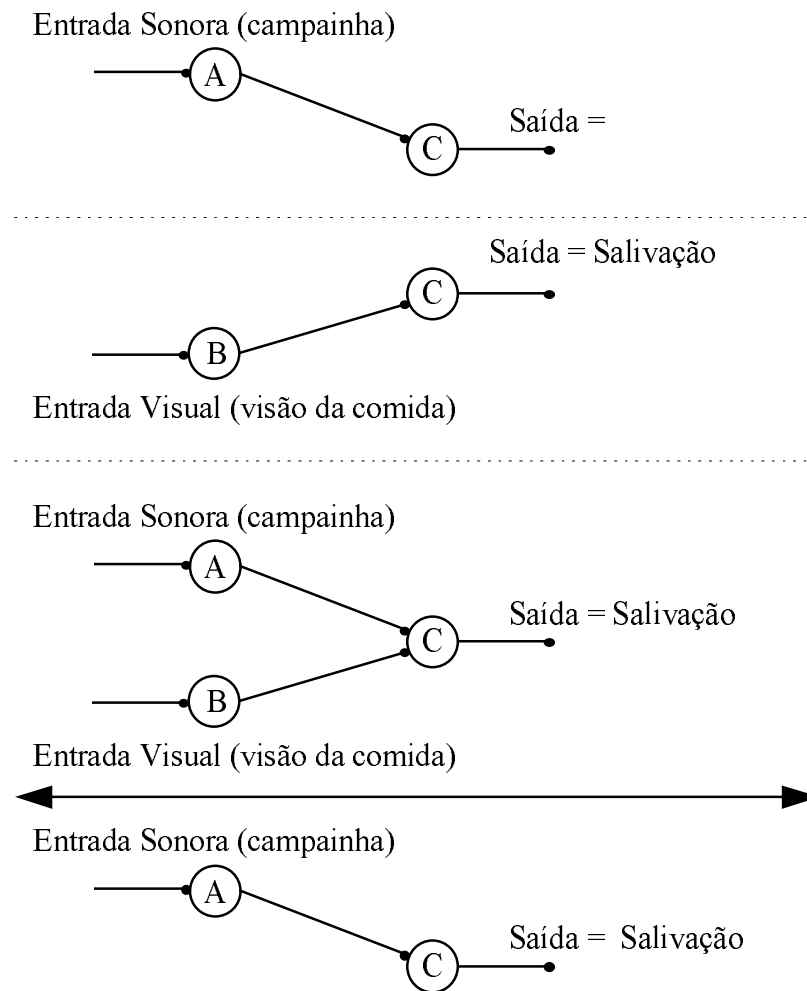 Entrada Sonora (campainha)
A
C
Saída =
Saída = Salivação
C
B
Entrada Visual (visão da comida)
Entrada Sonora (campainha)
A
C
Saída = Salivação
B
Entrada Visual (visão da comida)
Entrada Sonora (campainha)
A
C
Saída = Salivação